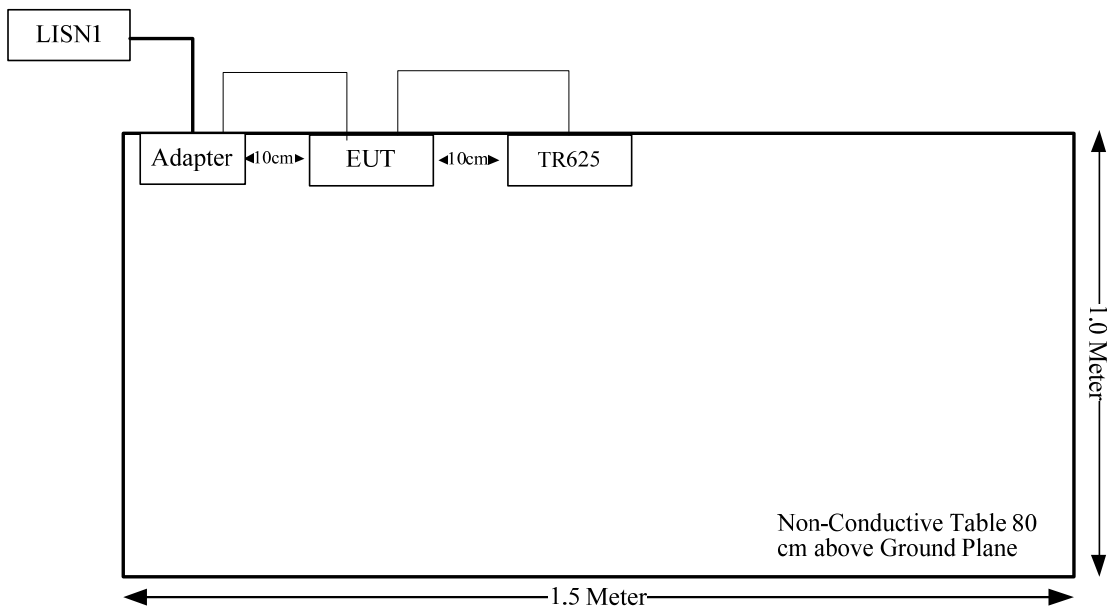 LISN1
Adapter
10cm
EUT
10cm
TR625
1.0 Meter
Non-Conductive Table 80
cm above Ground Plane
1.5 Meter